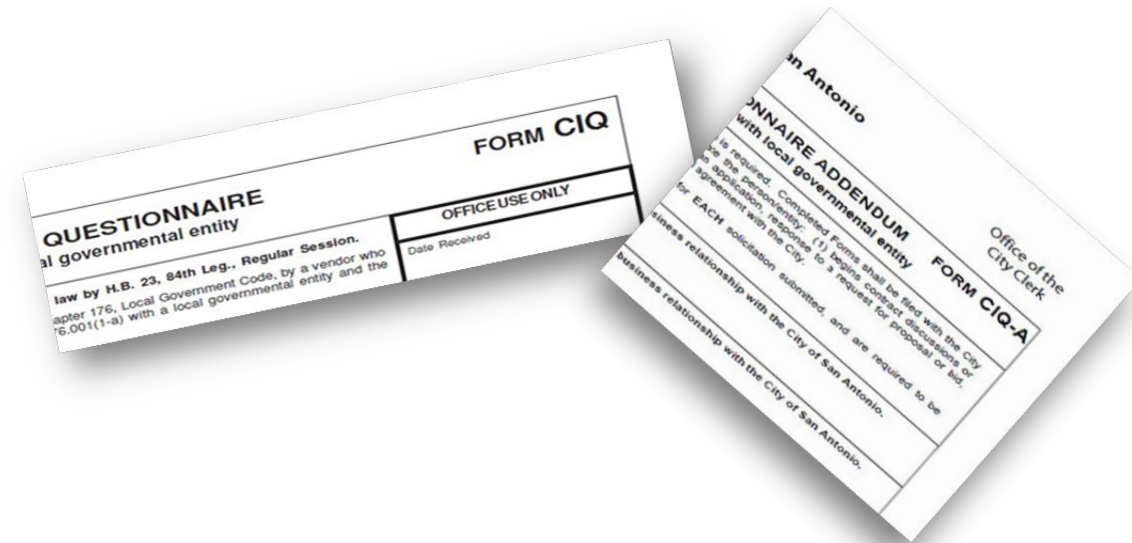 FORM CIQ
QUESTIONNAIRE
al governmental entity
OFFICE USE ONLY
law by H.B. 23, 84th Leg., Regular Session.
Date Received
apter 176, Local Government Code, by a vendor who
76.001(1-a) with a local governmental entity and the
an Antonio
Office of the
City Clerk
ONNAIRE ADDENDUM FORM CIQ-A
with local governmental entity
is required. Completed Forms shall be filed with the City
the person/entity: (1) begins contract discussions or
an application, response to a request for proposal or bid,
agreement with the City.
for EACH solicitation submitted, and are required to be
siness relationship with the City of San Antonio.
business relationship with the City of San Antonio.